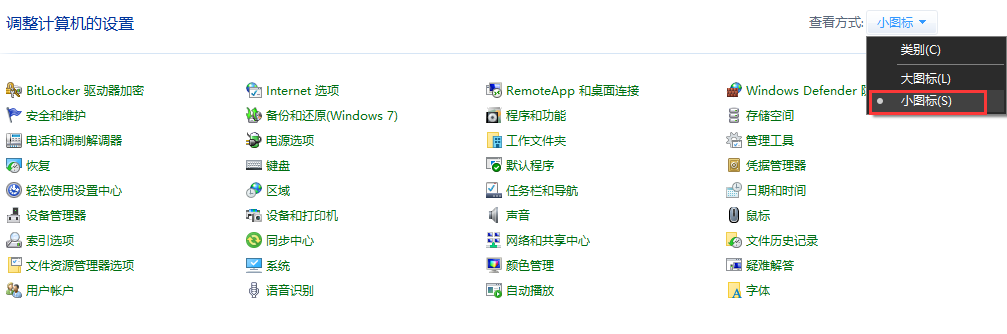 调整计算机的设置
查看方式: 小图标
类别(C)
大图标(L)
小图标(S)
BitLocker 驱动器加密 Internet 选项 RemoteApp 和桌面连接 Windows Defender
安全和维护 备份和还原(Windows 7) 程序和功能 存储空间
电话和调制解调器 电源选项 工作文件夹 管理工具
恢复 键盘 默认程序 凭据管理器
轻松使用设置中心 区域 任务栏和导航 日期和时间
设备管理器 设备和打印机 声音 鼠标
索引选项 同步中心 网络和共享中心 文件历史记录
文件资源管理器选项 系统 颜色管理 疑难解答
用户帐户 语音识别 自动播放 字体